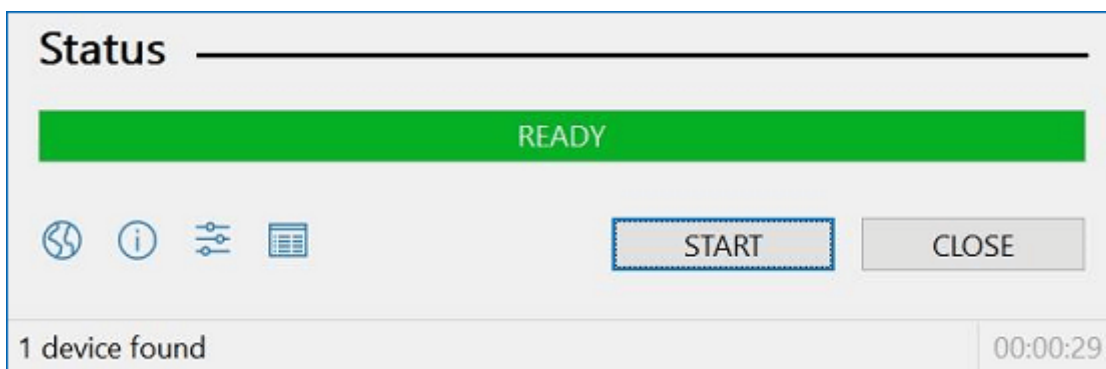 Status
READY
START
CLOSE
1 device found
00:00:29